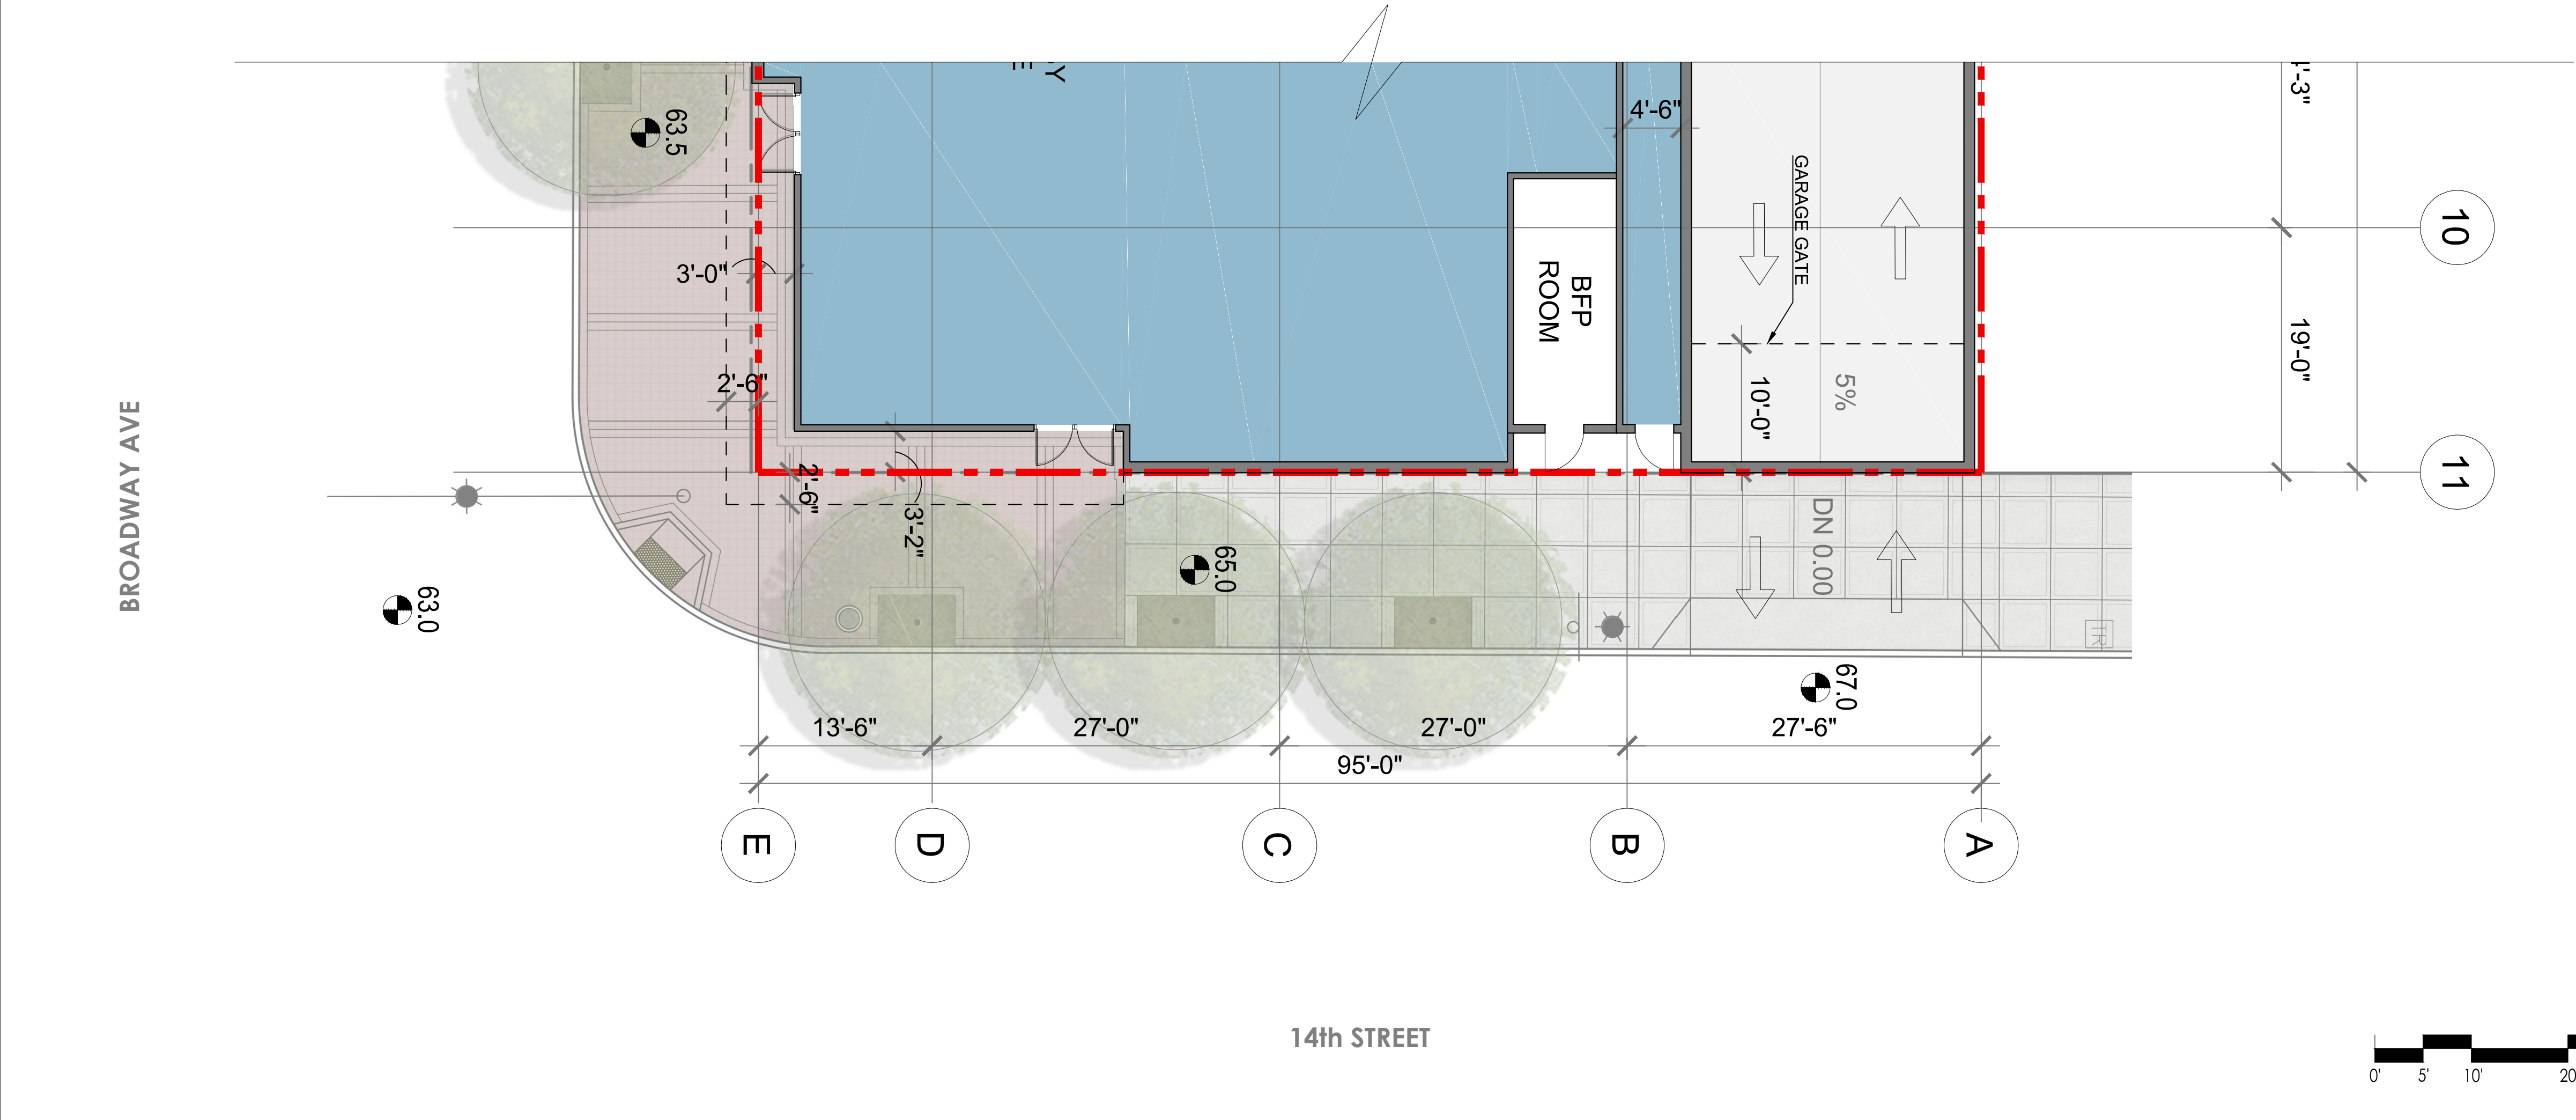 63.5
4'-6"
GARAGE GATE
10
3'-0"
BFP
ROOM
19'-0"
2'-6"
10'-0"
5%
BROADWAY AVE
11
2'-6"
3'-2"
DN 0.00
65.0
63.0
TR
67.0
13'-6"
27'-0"
27'-0"
27'-6"
95'-0"
E
D
C
B
A
14th STREET
0'
5'
10'
20